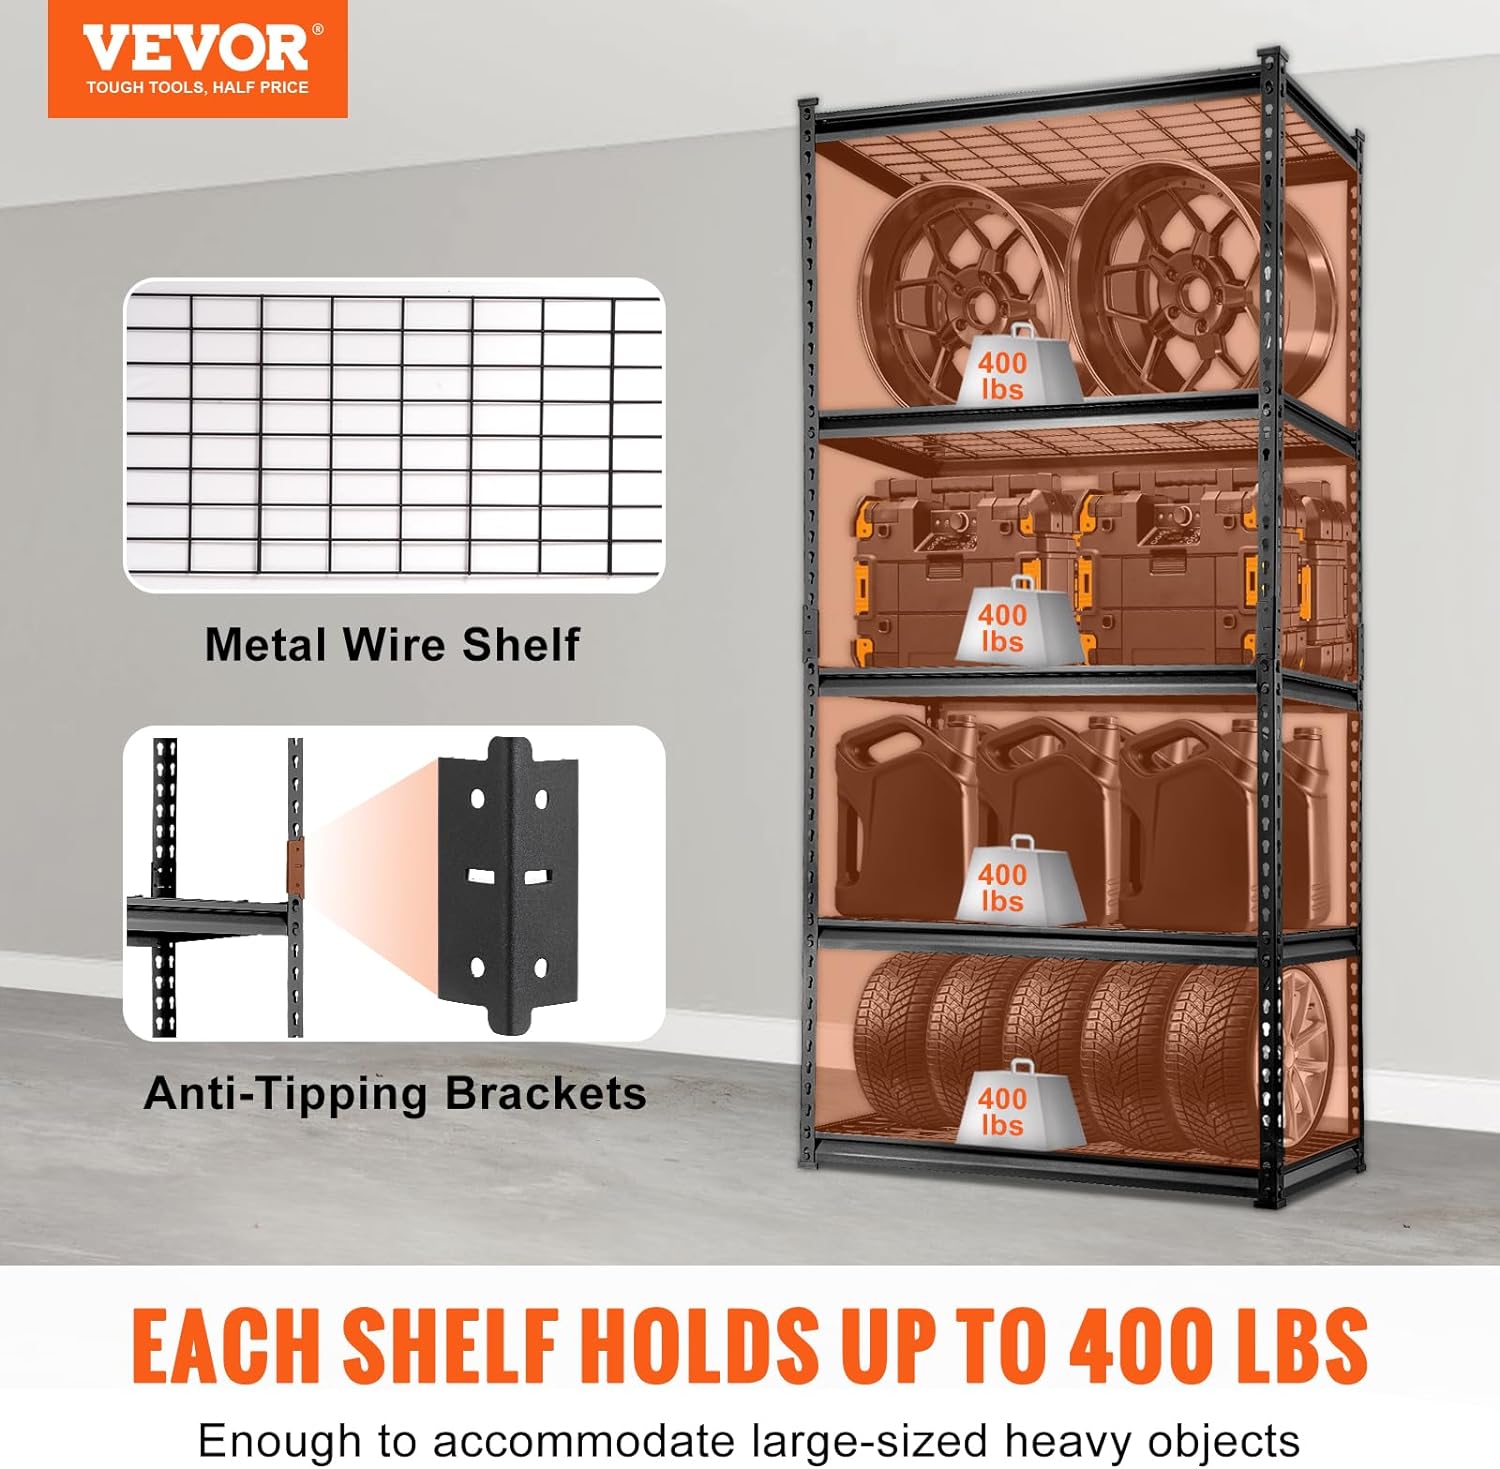 VEVOR®
TOUGH TOOLS, HALF PRICE
400
lbs
400
lbs
Metal Wire Shelf
400
lbs
400
lbs
Anti-Tipping Brackets
EACH SHELF HOLDS UP TO 400 LBS
Enough to accommodate large-sized heavy objects